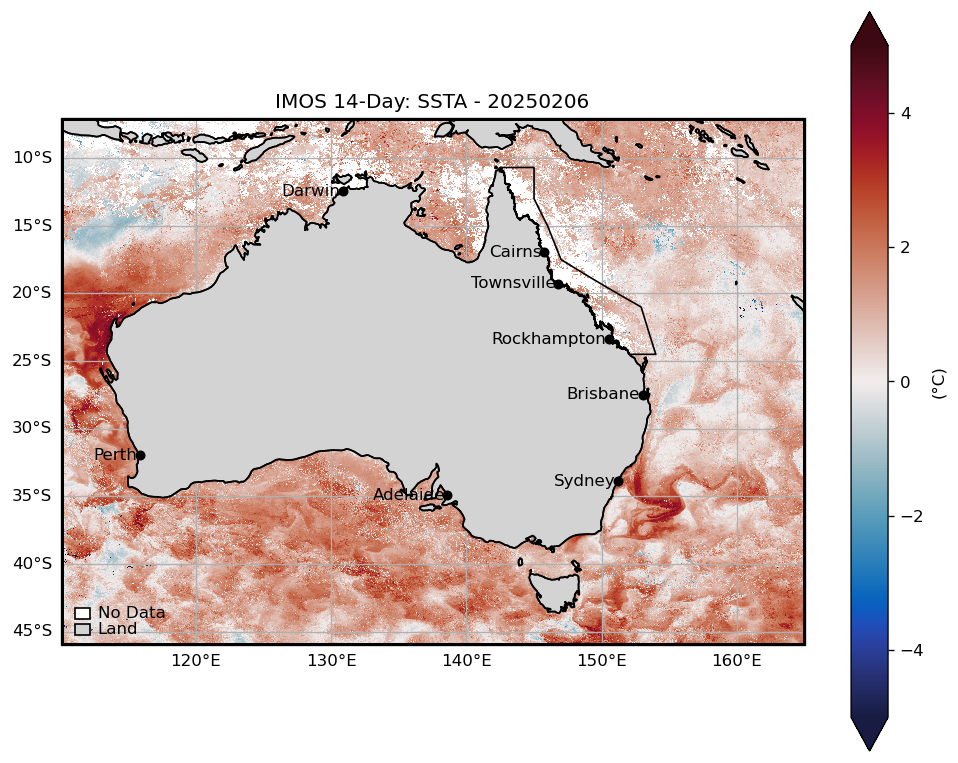 IMOS 14-Day: SSTA - 20250206
10°S
15°S
20°S
25°S
30°S
35°S
40°S
45°S
Darwin
Cairns
Townsville
Rockhampton
Brisbane
Perth
Sydney
Adelaide
No Data
Land
120°E
130°E
140°E
150°E
160°E
4
2
0
−2
−4
(°C)